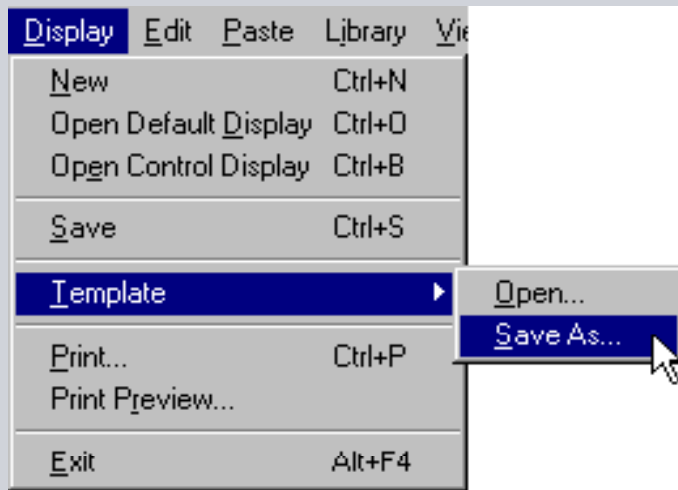 Display Edit Paste Library Vie
New Ctrl+N
Open Default Display Ctrl+O
Open Control Display Ctrl+B
Save Ctrl+S
Template Open...
Save As...
Print... Ctrl+P
Print Preview...
Exit Alt+F4